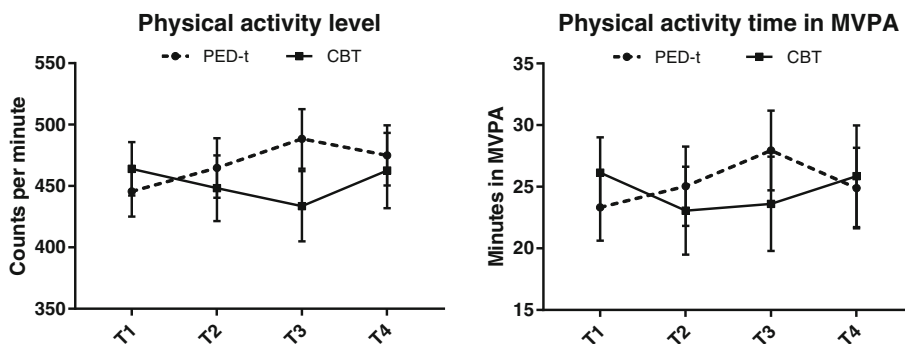 Physical activity level
PED-t CBT
Counts per minute
550
500
450
400
350
T1 T2 T3 T4
Physical activity time in MVPA
PED-t CBT
Minutes in MVPA
35
30
25
20
15
T1 T2 T3 T4